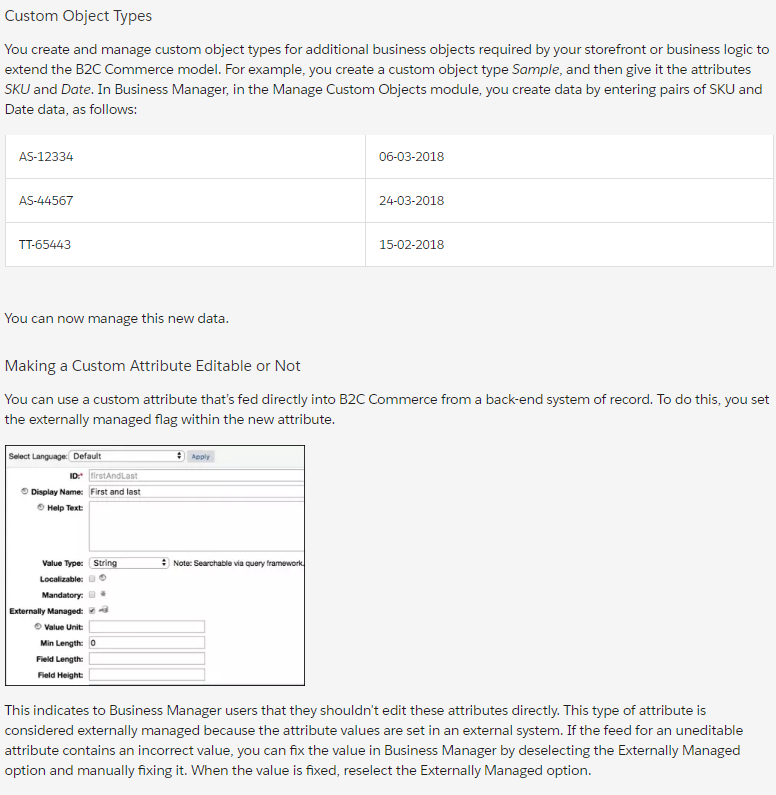 Custom Object Types
You create and manage custom object types for additional business objects required by your storefront or business logic to
extend the B2C Commerce model. For example, you create a custom object type Sample, and then give it the attributes
SKU and Date. In Business Manager, in the Manage Custom Objects module, you create data by entering pairs of SKU and
Date data, as follows:
AS-12334 06-03-2018
AS-44567 24-03-2018
TT-65443 15-02-2018
You can now manage this new data.
Making a Custom Attribute Editable or Not
You can use a custom attribute that's fed directly into B2C Commerce from a back-end system of record. To do this, you set
the externally managed flag within the new attribute.
Select Language: Default Apply
ID:* firstAndLast
Display Name: First and last
Help Text:
Value Type: String Note: Searchable via query framework.
Localizable:
Mandatory:
Externally Managed:
Value Unit:
Min Length: 0
Field Length:
Field Height:
This indicates to Business Manager users that they shouldn't edit these attributes directly. This type of attribute is
considered externally managed because the attribute values are set in an external system. If the feed for an uneditable
attribute contains an incorrect value, you can fix the value in Business Manager by deselecting the Externally Managed
option and manually fixing it. When the value is fixed, reselect the Externally Managed option.